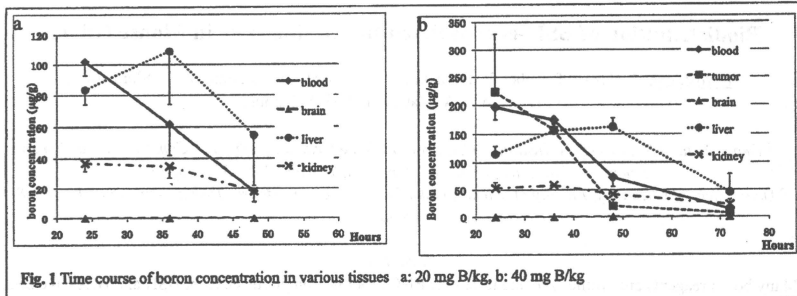 a
120
100
80
60
40
20
0
boron concentration (μg/g)
20 25 30 35 40 45 50 55 60
Hours
blood
brain
liver
kidney
b
350
300
250
200
150
100
50
0
Boron concentration (μg/g)
20 30 40 50 60 70 80
Hours
blood
tumor
brain
liver
kidney
Fig. 1 Time course of boron concentration in various tissues a: 20 mg B/kg, b: 40 mg B/kg